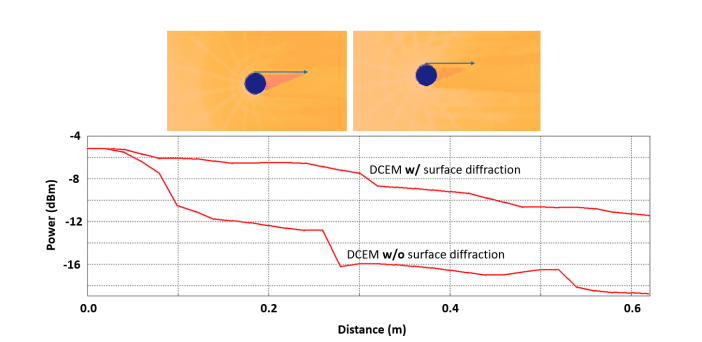 -4
-8
-12
-16
Power (dBm)
DCEM w/ surface diffraction
DCEM w/o surface diffraction
0.0
0.2
0.4
0.6
Distance (m)